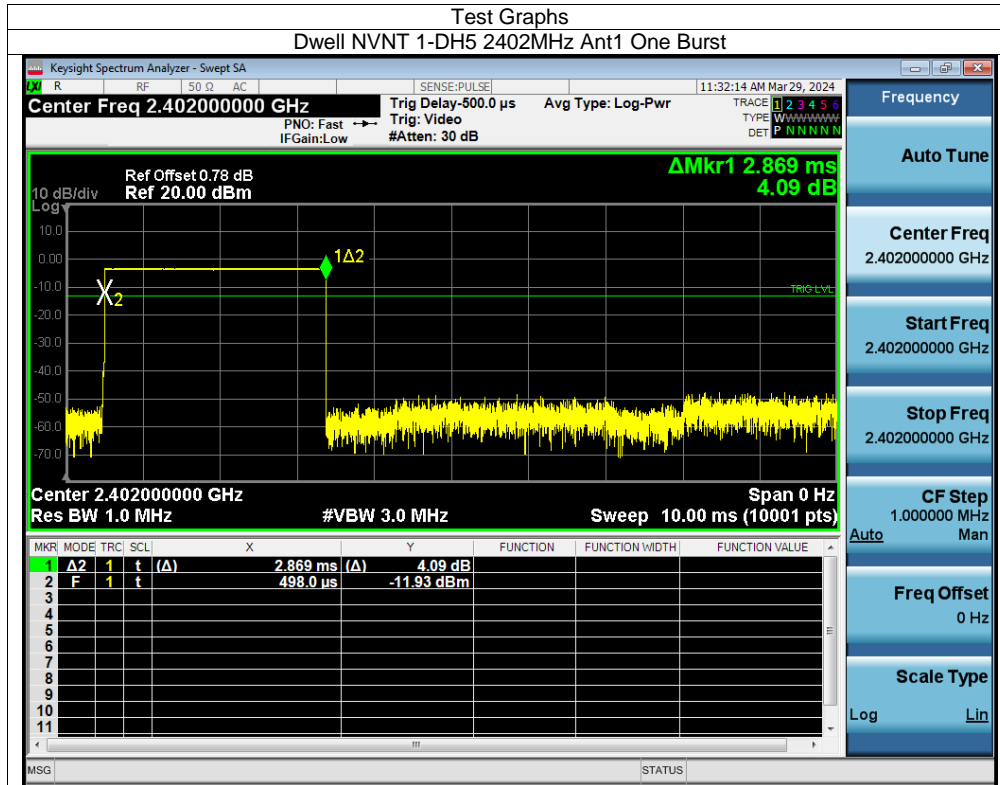 Test Graphs
Dwell NVNT 1-DH5 2402MHz Ant1 One Burst
Keysight Spectrum Analyzer - Swept SA
LXI R RF 50 Ω AC SENSE:PULSE 11:32:14 AM Mar 29, 2024
Center Freq 2.402000000 GHz
PNO: Fast
IFGain:Low
Trig Delay-500.0 µs
Trig: Video
#Atten: 30 dB
Avg Type: Log-Pwr
TRACE 1 2 3 4 5 6
TYPE WWWWWW
DET P N N N N N
Frequency
Auto Tune
Center Freq
2.402000000 GHz
Start Freq
2.402000000 GHz
Stop Freq
2.402000000 GHz
CF Step
1.000000 MHz
Auto Man
Freq Offset
0 Hz
Scale Type
Log Lin
ΔMkr1 2.869 ms
4.09 dB
Ref Offset 0.78 dB
10 dB/div Ref 20.00 dBm
Log
10.0
0.00
-10.0
-20.0
-30.0
-40.0
-50.0
-60.0
-70.0
1Δ2
X2
TRIG LVL
Center 2.402000000 GHz Span 0 Hz
Res BW 1.0 MHz #VBW 3.0 MHz Sweep 10.00 ms (10001 pts)
MKR MODE TRC SCL X Y FUNCTION FUNCTION WIDTH FUNCTION VALUE
1 Δ2 1 t (Δ) 2.869 ms (Δ) 4.09 dB
2 F 1 t 498.0 µs -11.93 dBm
3
4
5
6
7
8
9
10
11
MSG STATUS